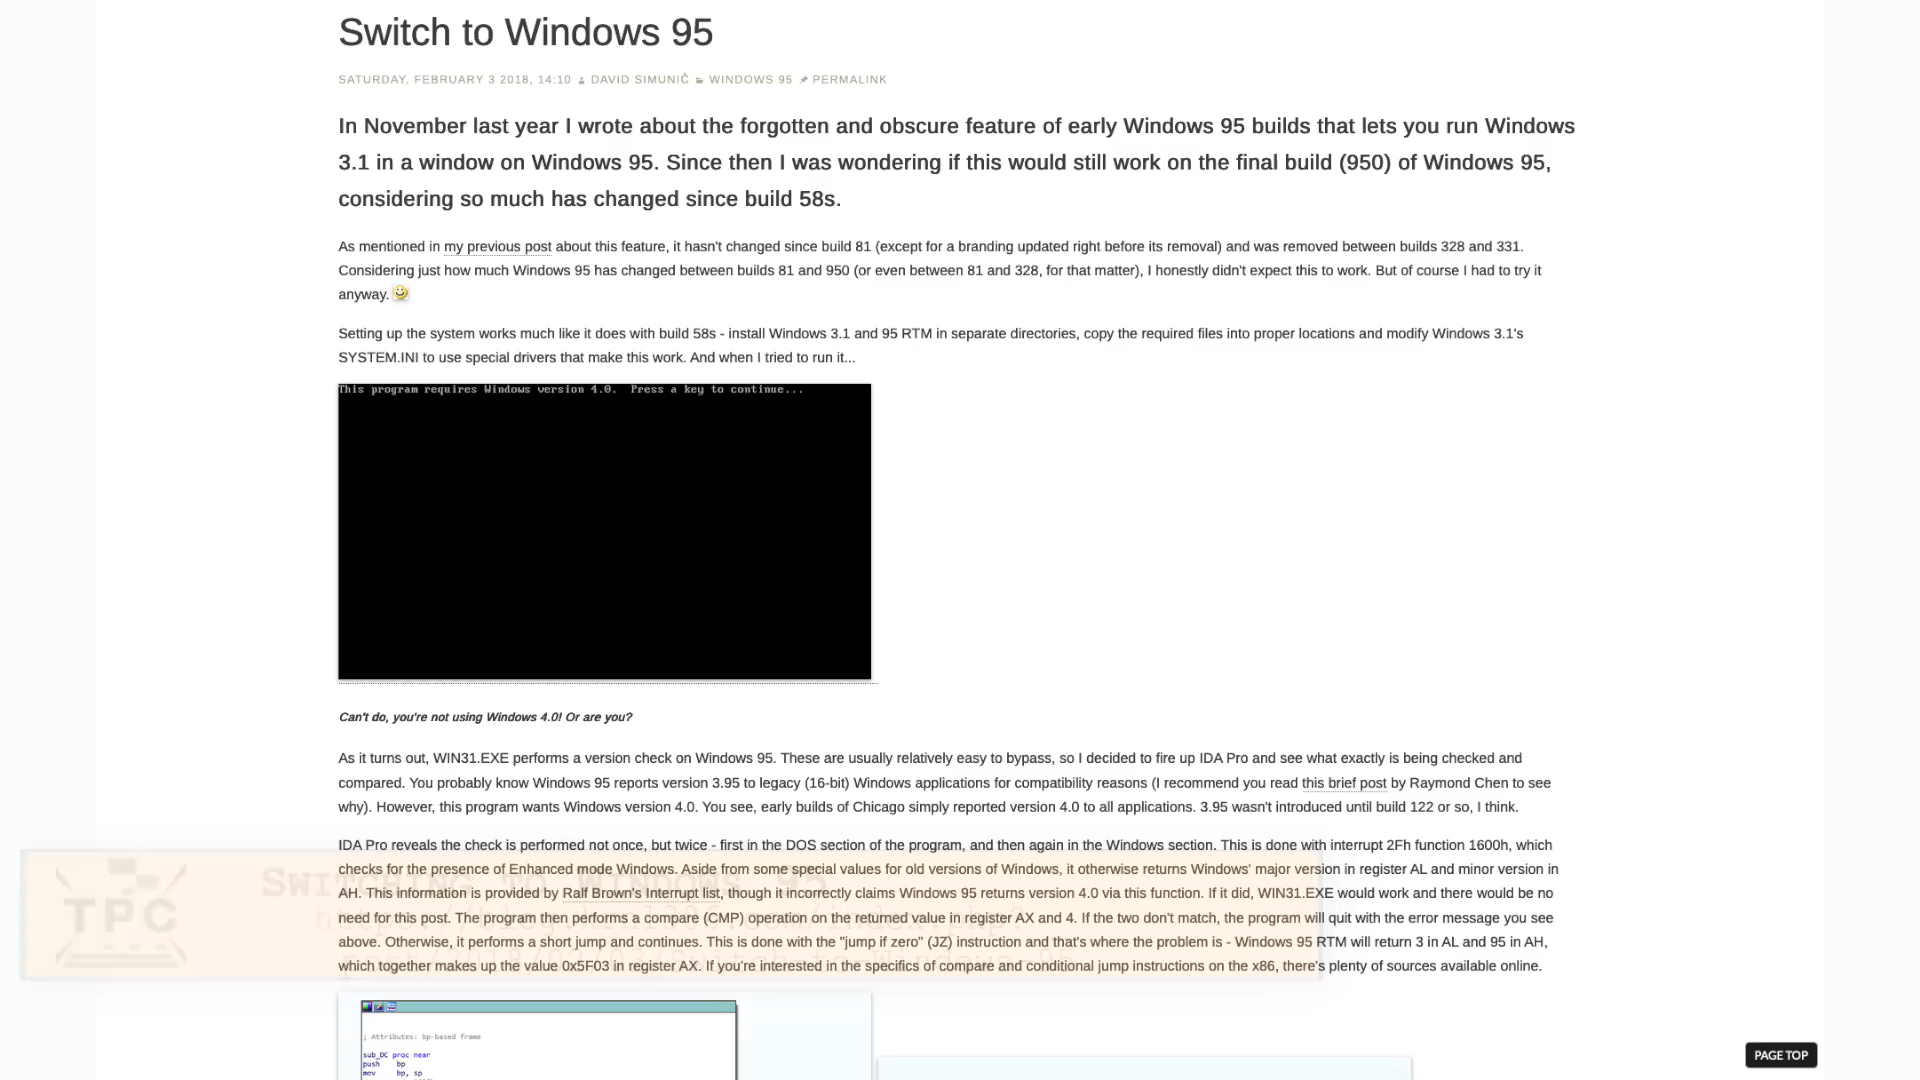 Switch to Windows 95
SATURDAY, FEBRUARY 3 2018, 14:10 DAVID SIMUNIČ WINDOWS 95 PERMALINK
In November last year I wrote about the forgotten and obscure feature of early Windows 95 builds that lets you run Windows
3.1 in a window on Windows 95. Since then I was wondering if this would still work on the final build (950) of Windows 95,
considering so much has changed since build 58s.
As mentioned in my previous post about this feature, it hasn't changed since build 81 (except for a branding updated right before its removal) and was removed between builds 328 and 331.
Considering just how much Windows 95 has changed between builds 81 and 950 (or even between 81 and 328, for that matter), I honestly didn't expect this to work. But of course I had to try it
anyway.
Setting up the system works much like it does with build 58s - install Windows 3.1 and 95 RTM in separate directories, copy the required files into proper locations and modify Windows 3.1's
SYSTEM.INI to use special drivers that make this work. And when I tried to run it...
This program requires Windows version 4.0. Press a key to continue...
Can't do, you're not using Windows 4.0! Or are you?
As it turns out, WIN31.EXE performs a version check on Windows 95. These are usually relatively easy to bypass, so I decided to fire up IDA Pro and see what exactly is being checked and
compared. You probably know Windows 95 reports version 3.95 to legacy (16-bit) Windows applications for compatibility reasons (I recommend you read this brief post by Raymond Chen to see
why). However, this program wants Windows version 4.0. You see, early builds of Chicago simply reported version 4.0 to all applications. 3.95 wasn't introduced until build 122 or so, I think.
IDA Pro reveals the check is performed not once, but twice - first in the DOS section of the program, and then again in the Windows section. This is done with interrupt 2Fh function 1600h, which
checks for the presence of Enhanced mode Windows. Aside from some special values for old versions of Windows, it otherwise returns Windows' major version in register AL and minor version in
AH. This information is provided by Ralf Brown's Interrupt list, though it incorrectly claims Windows 95 returns version 4.0 via this function. If it did, WIN31.EXE would work and there would be no
need for this post. The program then performs a compare (CMP) operation on the returned value in register AX and 4. If the two don't match, the program will quit with the error message you see
above. Otherwise, it performs a short jump and continues. This is done with the "jump if zero" (JZ) instruction and that's where the problem is - Windows 95 RTM will return 3 in AL and 95 in AH,
which together makes up the value 0x5F03 in register AX. If you're interested in the specifics of compare and conditional jump instructions on the x86, there's plenty of sources available online.
TPC
Switching to Windows 95
; Attributes: bp-based frame
sub_DC proc near
push bp
mov bp, sp
PAGE TOP